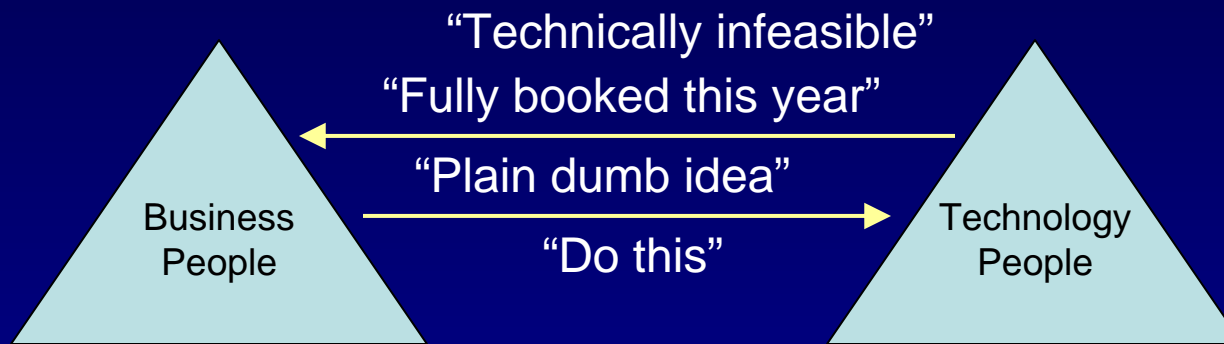 “Technically infeasible”
“Fully booked this year”
“Plain dumb idea”
“Do this”
Business
People
Technology
People